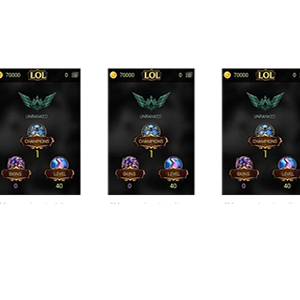 70000 LOL 0
UNRANKED
CHAMPIONS
1
SKINS LEVEL
0 40
70000 LOL 0
UNRANKED
CHAMPIONS
1
SKINS LEVEL
0 40
70000 LOL
UNRANKED
CHAMPIONS
1
SKINS LEVEL
0 40